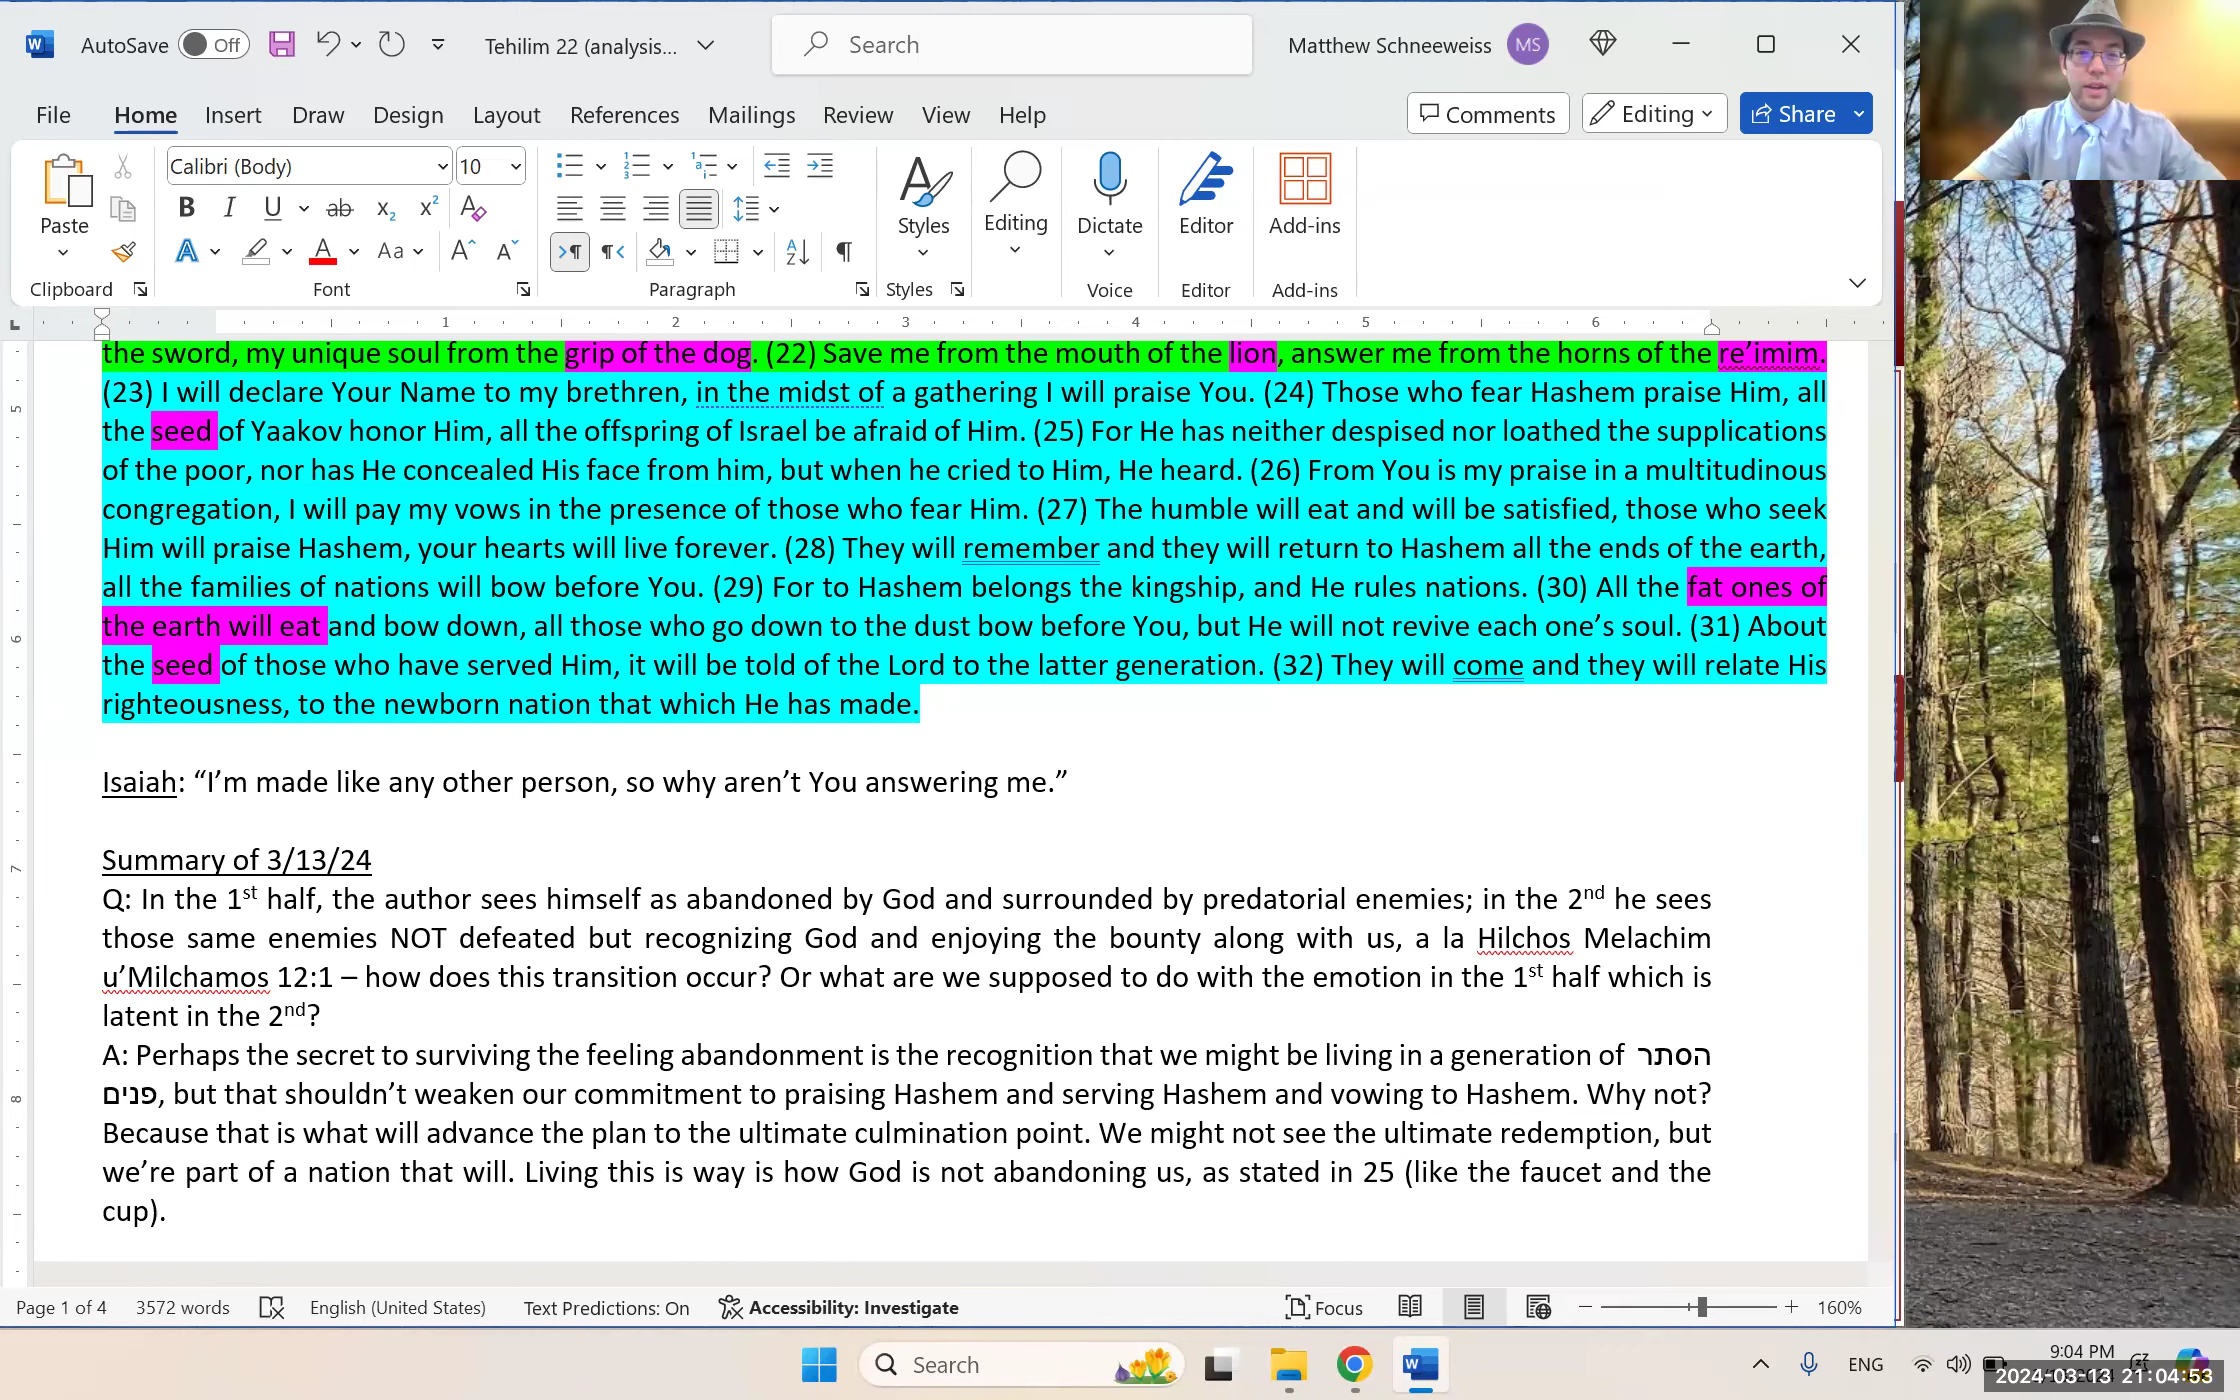 AutoSave Off Tehilim 22 (analysis... Search Matthew Schneeweiss MS
File Home Insert Draw Design Layout References Mailings Review View Help Comments Editing Share
Paste Calibri (Body) 10 Styles Editing Dictate Editor Add-ins
Clipboard Font Paragraph Styles Voice Editor Add-ins
1 2 3 4 5 6
the sword, my unique soul from the grip of the dog. (22) Save me from the mouth of the lion, answer me from the horns of the re’imim.
(23) I will declare Your Name to my brethren, in the midst of a gathering I will praise You. (24) Those who fear Hashem praise Him, all
the seed of Yaakov honor Him, all the offspring of Israel be afraid of Him. (25) For He has neither despised nor loathed the supplications
of the poor, nor has He concealed His face from him, but when he cried to Him, He heard. (26) From You is my praise in a multitudinous
congregation, I will pay my vows in the presence of those who fear Him. (27) The humble will eat and will be satisfied, those who seek
Him will praise Hashem, your hearts will live forever. (28) They will remember and they will return to Hashem all the ends of the earth,
all the families of nations will bow before You. (29) For to Hashem belongs the kingship, and He rules nations. (30) All the fat ones of
the earth will eat and bow down, all those who go down to the dust bow before You, but He will not revive each one’s soul. (31) About
the seed of those who have served Him, it will be told of the Lord to the latter generation. (32) They will come and they will relate His
righteousness, to the newborn nation that which He has made.
Isaiah: “I’m made like any other person, so why aren’t You answering me.”
Summary of 3/13/24
Q: In the 1st half, the author sees himself as abandoned by God and surrounded by predatorial enemies; in the 2nd he sees
those same enemies NOT defeated but recognizing God and enjoying the bounty along with us, a la Hilchos Melachim
u’Milchamos 12:1 – how does this transition occur? Or what are we supposed to do with the emotion in the 1st half which is
latent in the 2nd?
A: Perhaps the secret to surviving the feeling abandonment is the recognition that we might be living in a generation of הסתר
פנים, but that shouldn’t weaken our commitment to praising Hashem and serving Hashem and vowing to Hashem. Why not?
Because that is what will advance the plan to the ultimate culmination point. We might not see the ultimate redemption, but
we’re part of a nation that will. Living this is way is how God is not abandoning us, as stated in 25 (like the faucet and the
cup).
Page 1 of 4 3572 words English (United States) Text Predictions: On Accessibility: Investigate Focus 160%
Search ENG 9:04 PM
2024-03-13 21:04:53